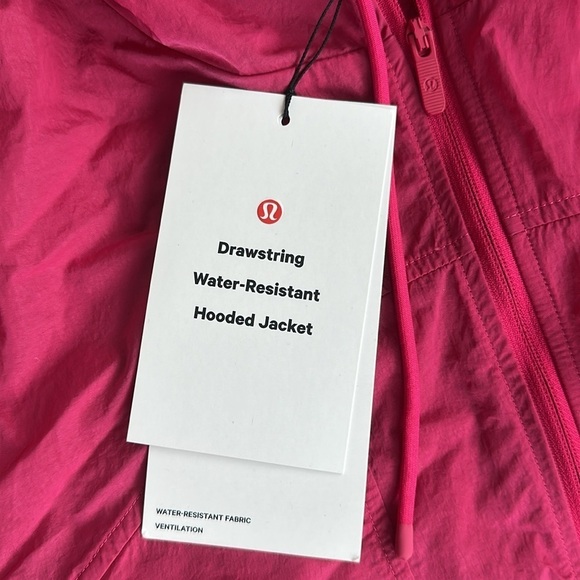 Drawstring
Water-Resistant
Hooded Jacket
WATER-RESISTANT FABRIC
VENTILATION